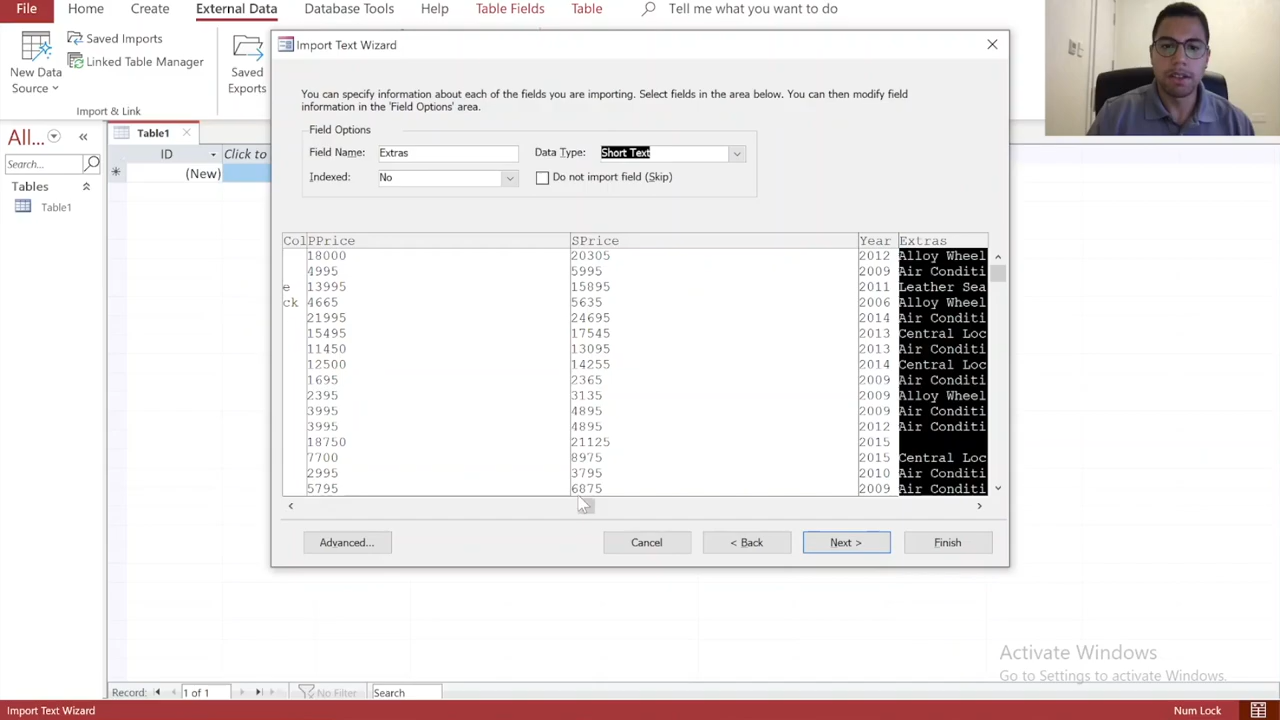 File Home Create External Data Database Tools Help Table Fields Table Tell me what you want to do
New Data Source
Saved Imports
Linked Table Manager
Saved Exports
Import & Link
Import Text Wizard
You can specify information about each of the fields you are importing. Select fields in the area below. You can then modify field
information in the 'Field Options' area.
Field Options
Field Name: Extras Data Type: Short Text
Indexed: No Do not import field (Skip)
All...
Search...
Tables
Table1
Table1
ID Click to
(New)
Col PPrice SPrice Year Extras
18000 20305 2012 Alloy Wheel
4995 5995 2009 Air Conditi
e 13995 15895 2011 Leather Sea
ck 4665 5635 2006 Alloy Wheel
21995 24695 2014 Air Conditi
15495 17545 2013 Central Loc
11450 13095 2013 Air Conditi
12500 14255 2014 Central Loc
1695 2365 2009 Air Conditi
2395 3135 2009 Alloy Wheel
3995 4895 2009 Air Conditi
3995 4895 2012 Air Conditi
18750 21125 2015
7700 8975 2015 Central Loc
2995 3795 2010 Air Conditi
5795 6875 2009 Air Conditi
Advanced... Cancel < Back Next > Finish
Activate Windows
Go to Settings to activate Windows.
Record: 1 of 1 No Filter Search
Import Text Wizard Num Lock